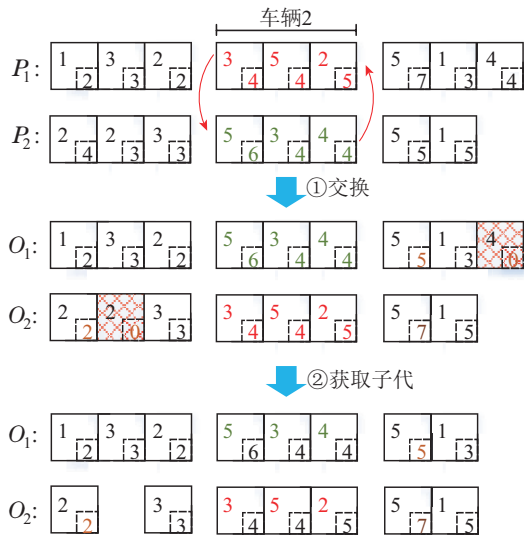 车辆2
P₁: 1 2 3 3 2 2 3 4 5 4 2 5 5 7 1 3 4 4
P₂: 2 4 2 3 3 3 5 6 3 4 4 4 5 5 1 5
①交换
O₁: 1 2 3 3 2 2 5 6 3 4 4 4 5 5 1 3 4 0
O₂: 2 2 2 0 3 3 3 4 5 4 2 5 5 7 1 5
②获取子代
O₁: 1 2 3 3 2 2 5 6 3 4 4 4 5 5 1 3
O₂: 2 2 3 3 3 4 5 4 2 5 5 7 1 5